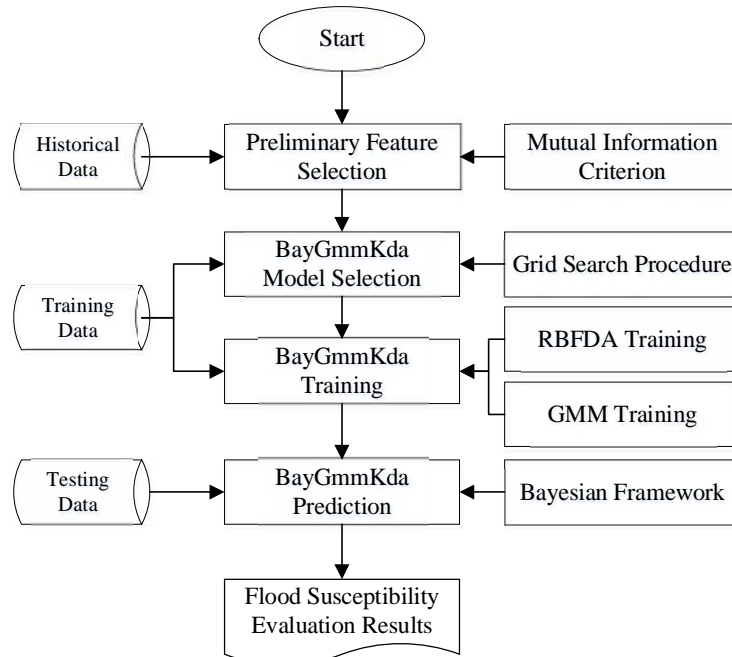 Start
Historical
Data
Preliminary Feature
Selection
Mutual Information
Criterion
BayGmmKda
Model Selection
Grid Search Procedure
Training
Data
BayGmmKda
Training
RBFDA Training
GMM Training
Testing
Data
BayGmmKda
Prediction
Bayesian Framework
Flood Susceptibility
Evaluation Results